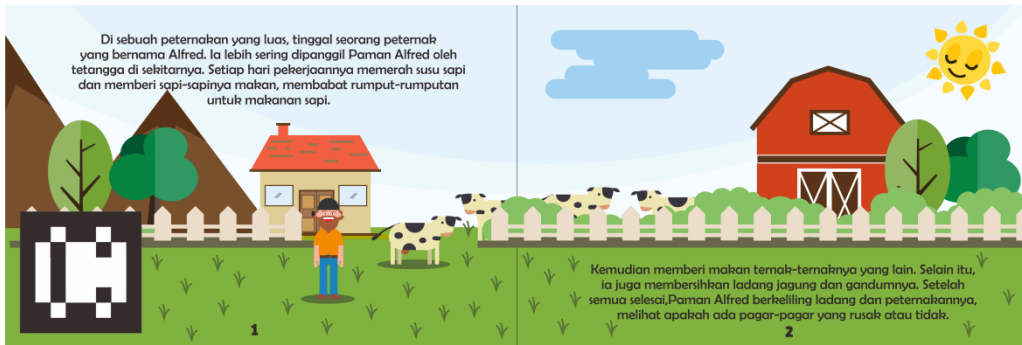 Di sebuah peternakan yang luas, tinggal seorang peternak
yang bernama Alfred. Ia lebih sering dipanggil Paman Alfred oleh
tetangga di sekitarnya. Setiap hari pekerjaannya memerah susu sapi
dan memberi sapi-sapinya makan, membabat rumput-rumputan
untuk makanan sapi.
1
Kemudian memberi makan ternak-ternaknya yang lain. Selain itu,
ia juga membersihkan ladang jagung dan gandumnya. Setelah
semua selesai,Paman Alfred berkeliling ladang dan peternakannya,
melihat apakah ada pagar-pagar yang rusak atau tidak.
2